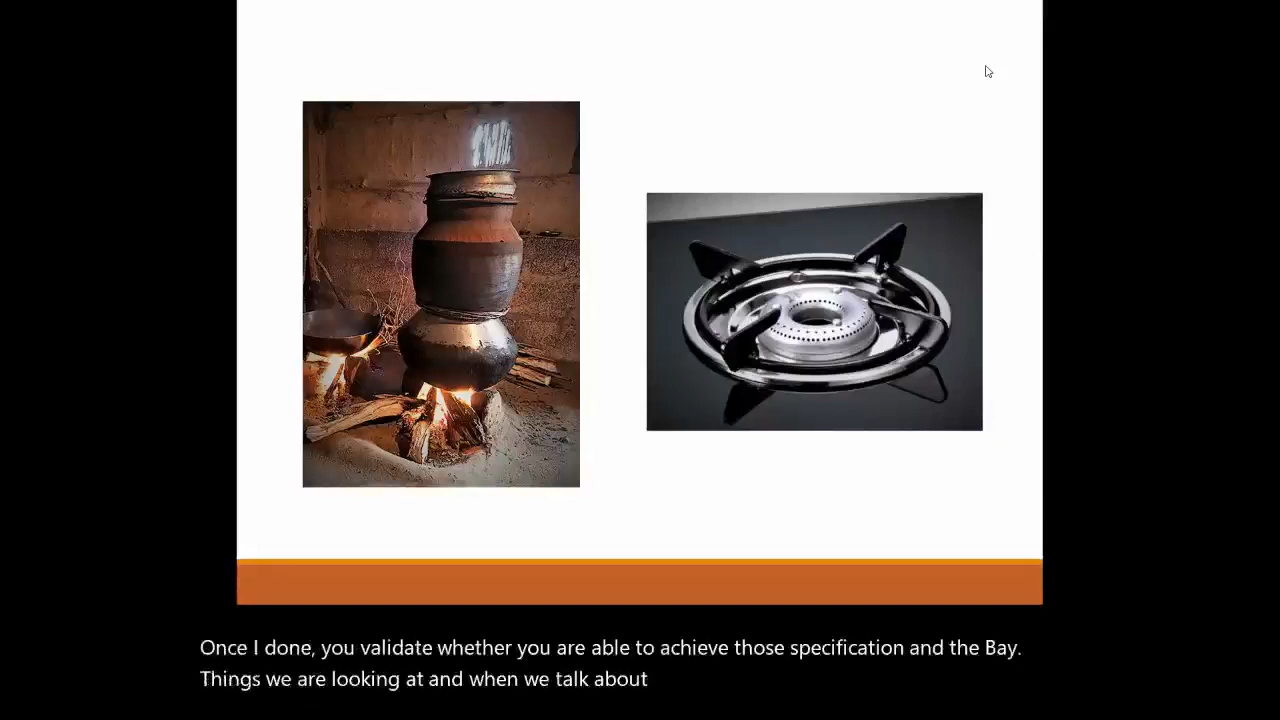 Once I done, you validate whether you are able to achieve those specification and the Bay.
Things we are looking at and when we talk about